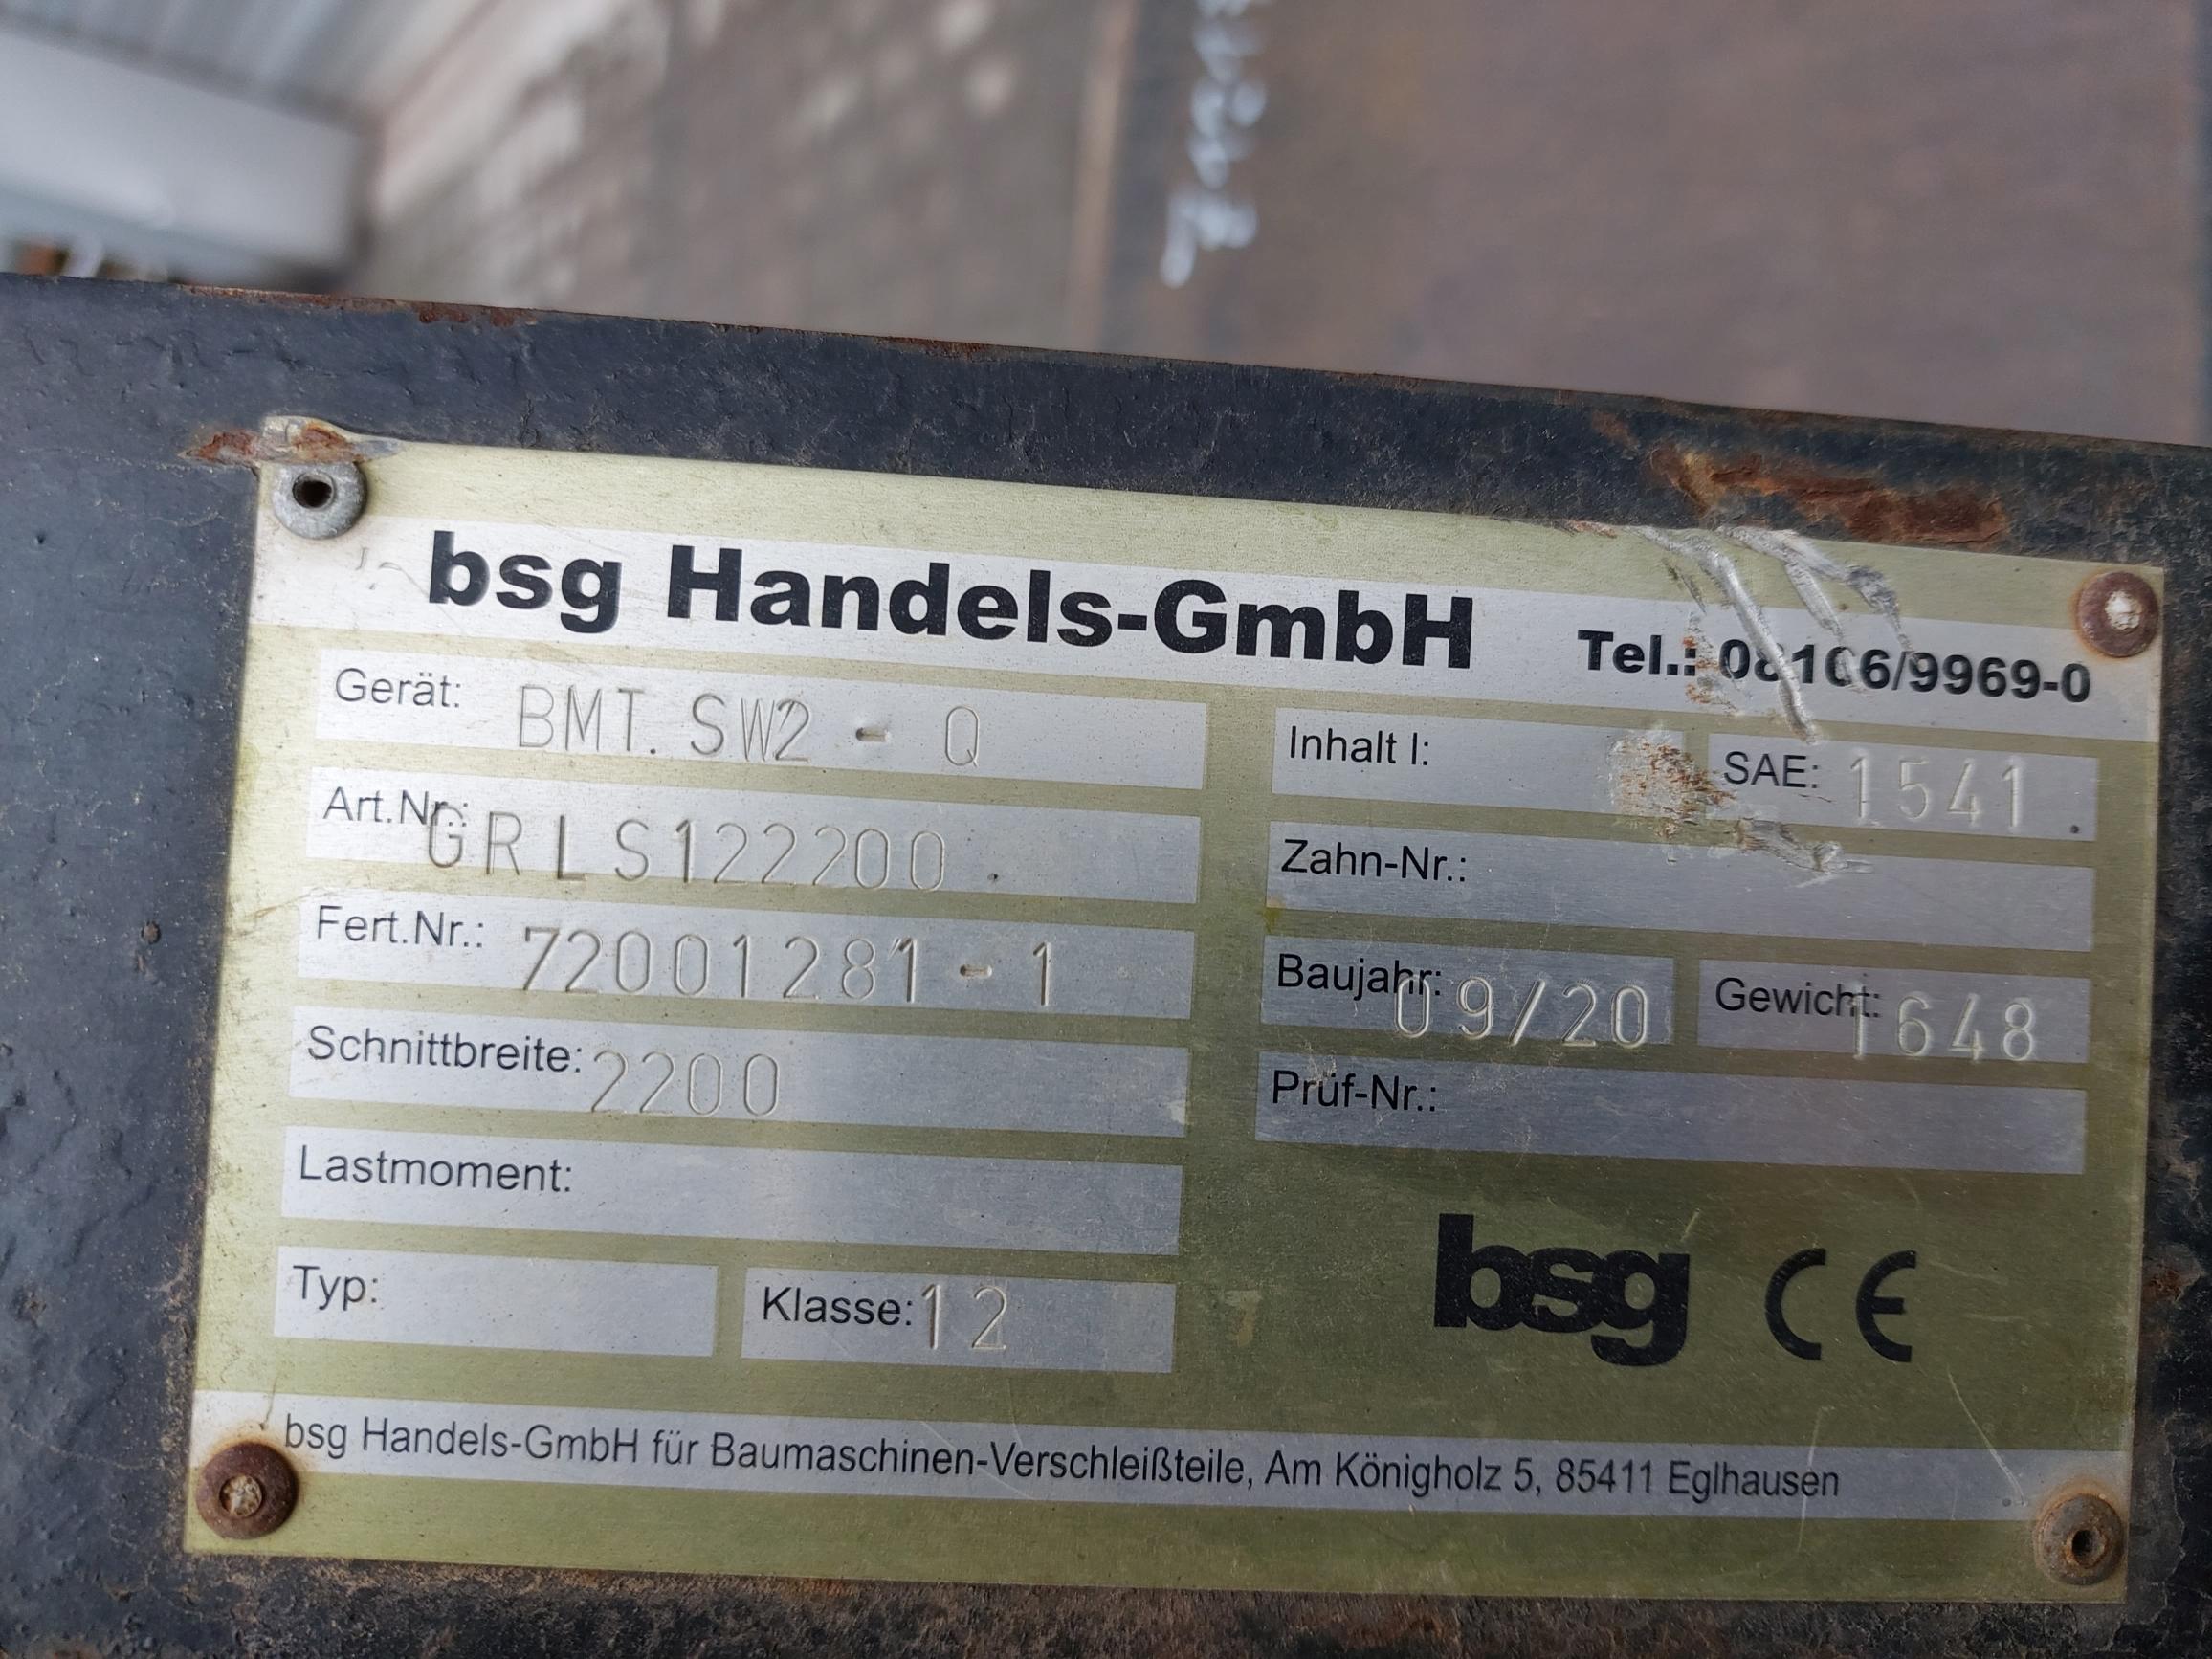 bsg Handels-GmbH Tel.: 08106/9969-0
Gerät: BMT. SW2 - Q
Inhalt l: SAE: 1541
Art.Nr.: GRLS122200
Zahn-Nr.:
Fert.Nr.: 72001281-1
Baujahr: 09/20 Gewicht: 1648
Schnittbreite: 2200
Prüf-Nr.:
Lastmoment:
Typ: Klasse: 12
bsg CE
bsg Handels-GmbH für Baumaschinen-Verschleißteile, Am Königholz 5, 85411 Eglhausen